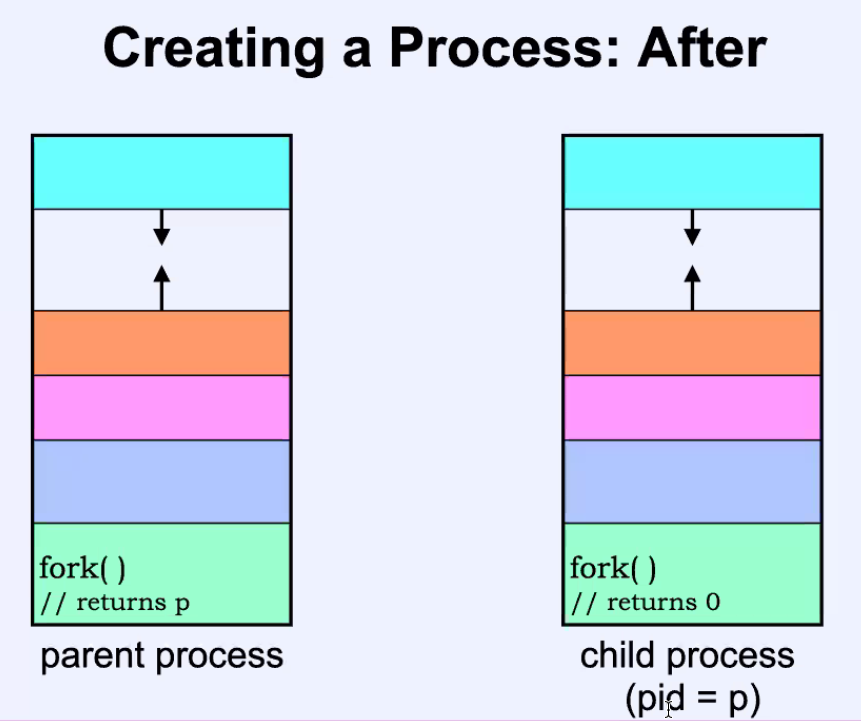 Creating a Process: After
fork( )
// returns p
parent process
fork( )
// returns 0
child process
(pid = p)